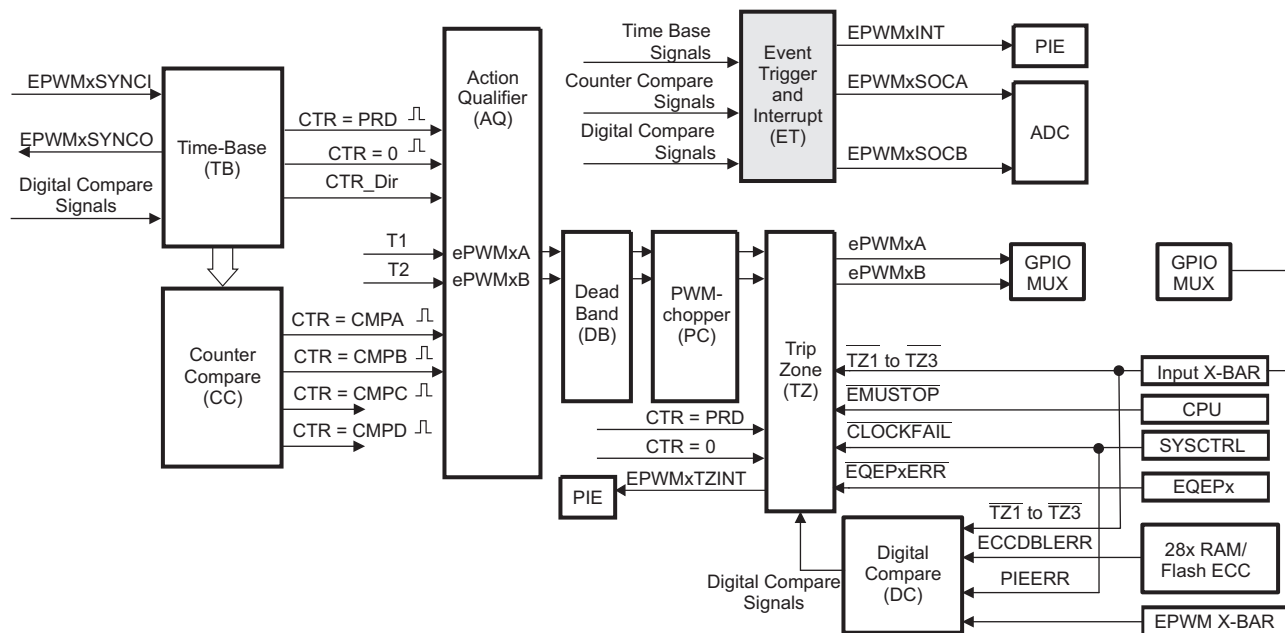 EPWMxSYNCI
EPWMxSYNCO
Digital Compare
Signals
Time-Base
(TB)
CTR = PRD
CTR = 0
CTR_Dir
T1
T2
Counter
Compare
(CC)
CTR = CMPA
CTR = CMPB
CTR = CMPC
CTR = CMPD
Action
Qualifier
(AQ)
ePWMxA
ePWMxB
Time Base
Signals
Counter Compare
Signals
Digital Compare
Signals
Event
Trigger
and
Interrupt
(ET)
EPWMxINT
EPWMxSOCA
EPWMxSOCB
PIE
ADC
Dead
Band
(DB)
PWM-
chopper
(PC)
Trip
Zone
(TZ)
ePWMxA
ePWMxB
GPIO
MUX
GPIO
MUX
TZ1 to TZ3
EMUSTOP
CLOCKFAIL
EQEPxERR
Input X-BAR
CPU
SYSCTRL
EQEPx
CTR = PRD
CTR = 0
EPWMxTZINT
PIE
Digital Compare
Signals
Digital
Compare
(DC)
TZ1 to TZ3
ECCDBLERR
PIEERR
28x RAM/
Flash ECC
EPWM X-BAR